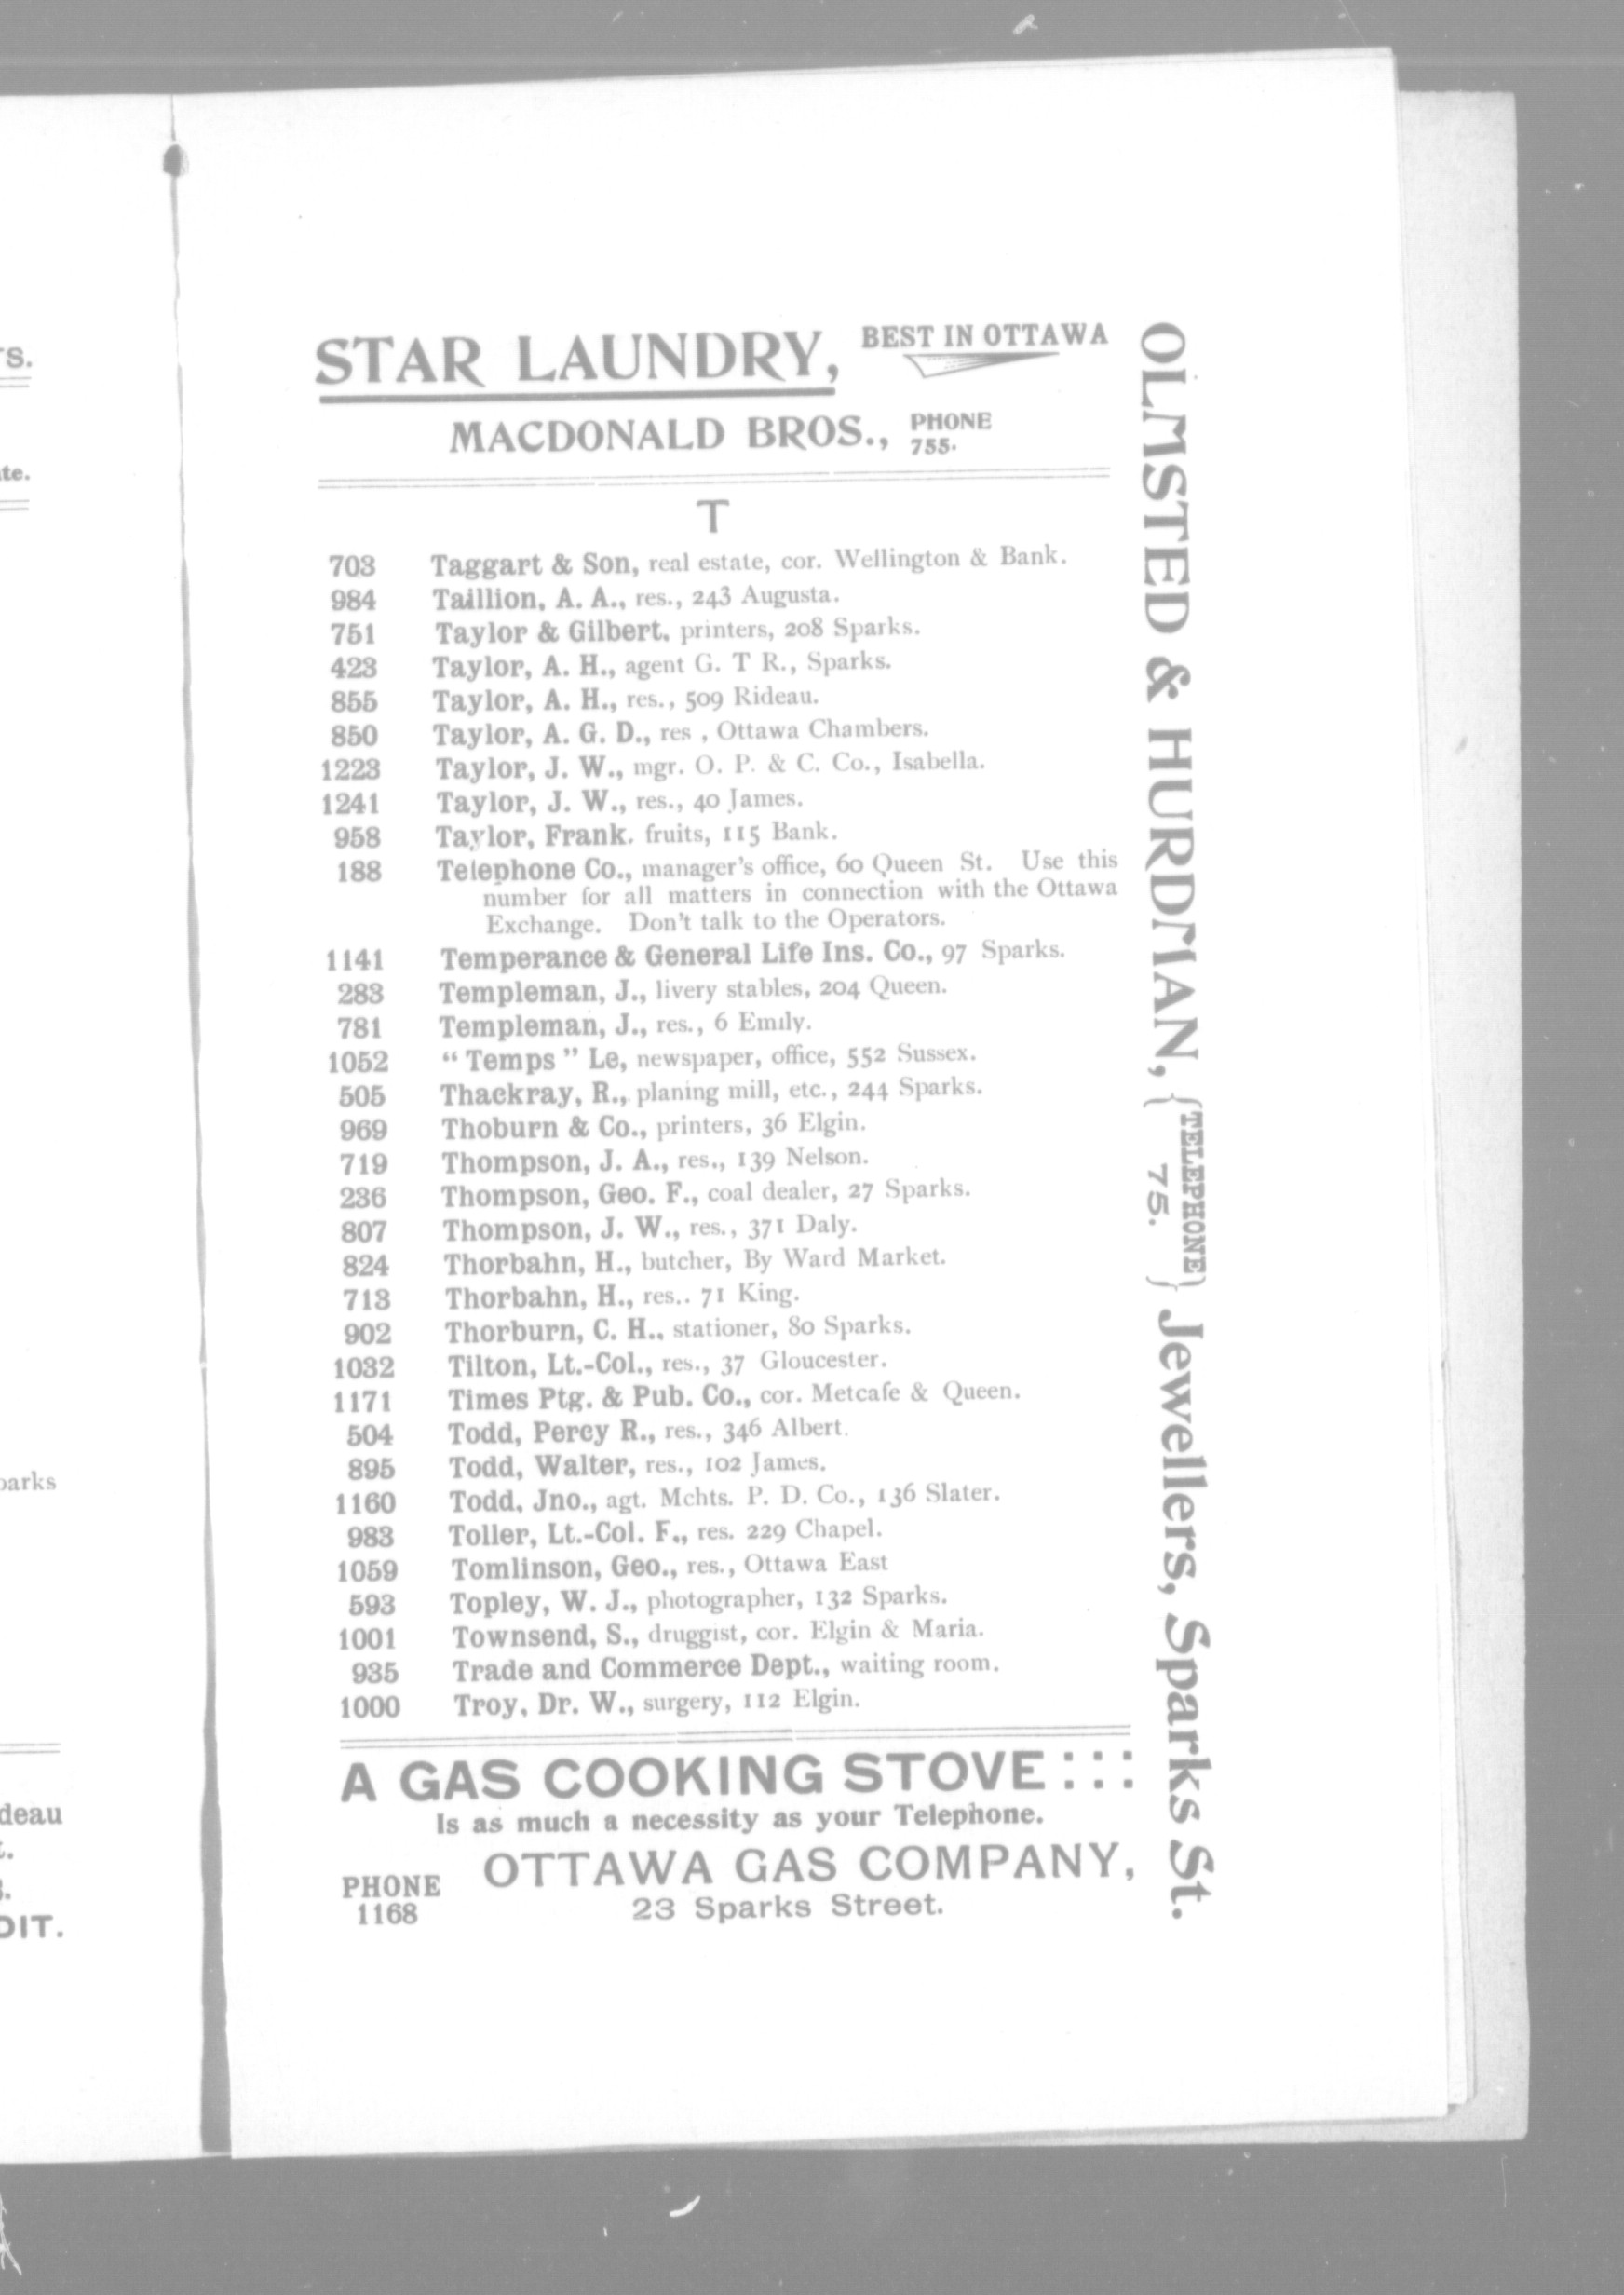 STAR LAUNDRY, BEST IN OTTAWA
MACDONALD BROS., PHONE 755.
T
703 Taggart & Son, real estate, cor. Wellington & Bank.
984 Taillion, A. A., res., 243 Augusta.
751 Taylor & Gilbert, printers, 208 Sparks.
423 Taylor, A. H., agent G. T R., Sparks.
855 Taylor, A. H., res., 509 Rideau.
850 Taylor, A. G. D., res , Ottawa Chambers.
1223 Taylor, J. W., mgr. O. P. & C. Co., Isabella.
1241 Taylor, J. W., res., 40 James.
958 Taylor, Frank. fruits, 115 Bank.
188 Telephone Co., manager's office, 60 Queen St. Use this
number for all matters in connection with the Ottawa
Exchange. Don't talk to the Operators.
1141 Temperance & General Life Ins. Co., 97 Sparks.
283 Templeman, J., livery stables, 204 Queen.
781 Templeman, J., res., 6 Emily.
1052 “ Temps ” Le, newspaper, office, 552 Sussex.
505 Thackray, R., planing mill, etc., 244 Sparks.
969 Thoburn & Co., printers, 36 Elgin.
719 Thompson, J. A., res., 139 Nelson.
236 Thompson, Geo. F., coal dealer, 27 Sparks.
807 Thompson, J. W., res., 371 Daly.
824 Thorbahn, H., butcher, By Ward Market.
713 Thorbahn, H., res.. 71 King.
902 Thorburn, C. H., stationer, 80 Sparks.
1032 Tilton, Lt.-Col., res., 37 Gloucester.
1171 Times Ptg. & Pub. Co., cor. Metcafe & Queen.
504 Todd, Percy R., res., 346 Albert.
895 Todd, Walter, res., 102 James.
1160 Todd, Jno., agt. Mchts. P. D. Co., 136 Slater.
983 Toller, Lt.-Col. F., res. 229 Chapel.
1059 Tomlinson, Geo., res., Ottawa East
593 Topley, W. J., photographer, 132 Sparks.
1001 Townsend, S., druggist, cor. Elgin & Maria.
935 Trade and Commerce Dept., waiting room.
1000 Troy, Dr. W., surgery, 112 Elgin.
A GAS COOKING STOVE : : :
Is as much a necessity as your Telephone.
OTTAWA GAS COMPANY,
PHONE 1168
23 Sparks Street.
OLMSTED & HURDMAN, { TELEPHONE 75. } Jewellers, Sparks St.